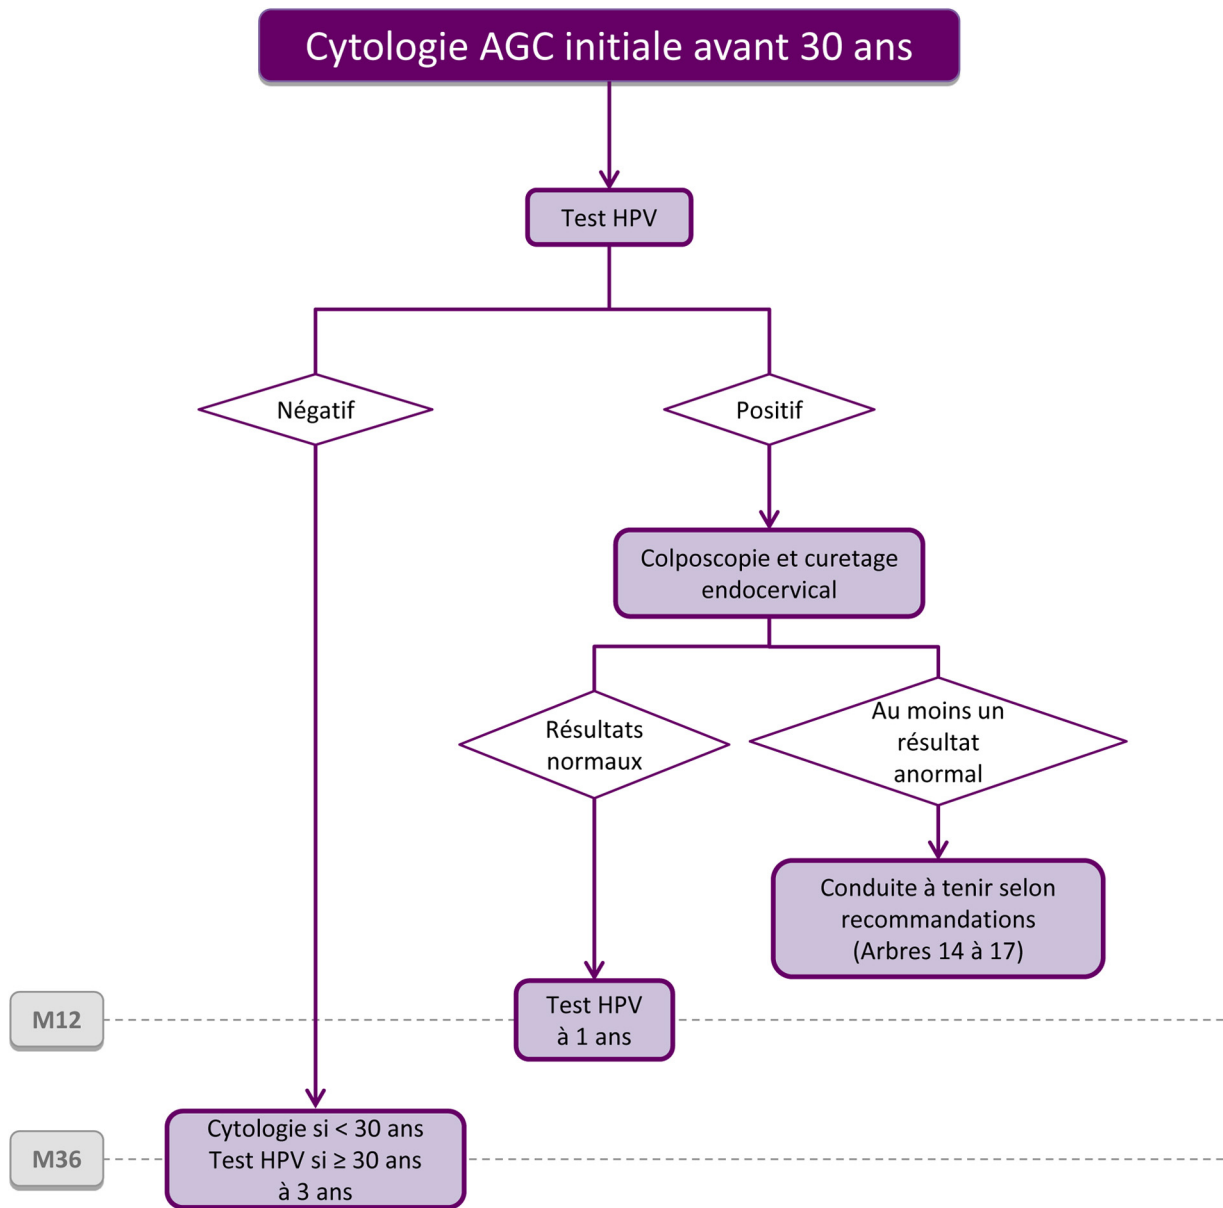 Cytologie AGC initiale avant 30 ans
Test HPV
Négatif
Positif
Colposcopie et curetage
endocervical
Résultats
normaux
Au moins un
résultat
anormal
Conduite à tenir selon
recommandations
(Arbres 14 à 17)
M12
Test HPV
à 1 ans
M36
Cytologie si < 30 ans
Test HPV si ≥ 30 ans
à 3 ans